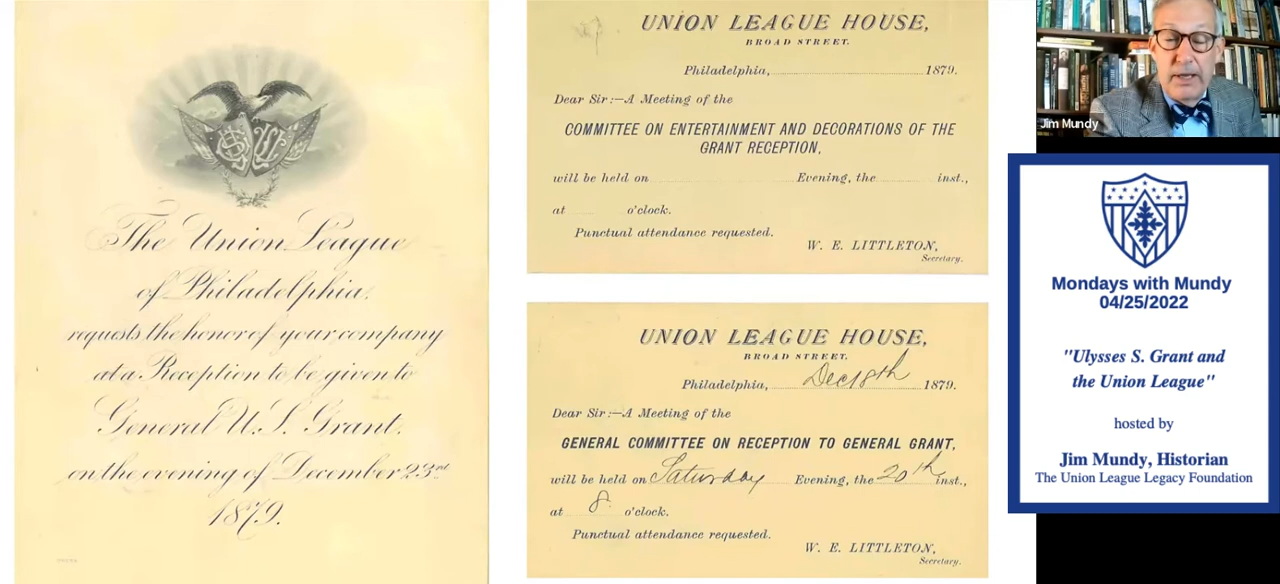 The Union League
of Philadelphia
requests the honor of your company
at a Reception to be given to
General U.S. Grant.
on the evening of December 23rd
1879.
UNION LEAGUE HOUSE,
BROAD STREET.
Philadelphia, 1879.
Dear Sir:—A Meeting of the
COMMITTEE ON ENTERTAINMENT AND DECORATIONS OF THE
GRANT RECEPTION,
will be held on Evening, the inst.,
at o'clock.
Punctual attendance requested.
W. E. LITTLETON,
Secretary.
UNION LEAGUE HOUSE,
BROAD STREET.
Philadelphia, Dec 18th 1879.
Dear Sir:—A Meeting of the
GENERAL COMMITTEE ON RECEPTION TO GENERAL GRANT,
will be held on Saturday Evening, the 20th inst.,
at 8 o'clock.
Punctual attendance requested.
W. E. LITTLETON,
Secretary.
Jim Mundy
Mondays with Mundy
04/25/2022
"Ulysses S. Grant and
the Union League"
hosted by
Jim Mundy, Historian
The Union League Legacy Foundation